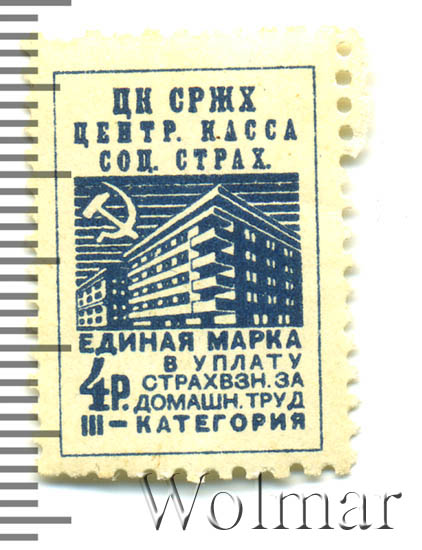 ЦК СРЖХ
ЦЕНТР. КАССА
СОЦ. СТРАХ.
ЕДИНАЯ МАРКА
В УПЛАТУ
4Р. СТРАХВЗН. ЗА
ДОМАШН. ТРУД
III – КАТЕГОРИЯ
Wolmar